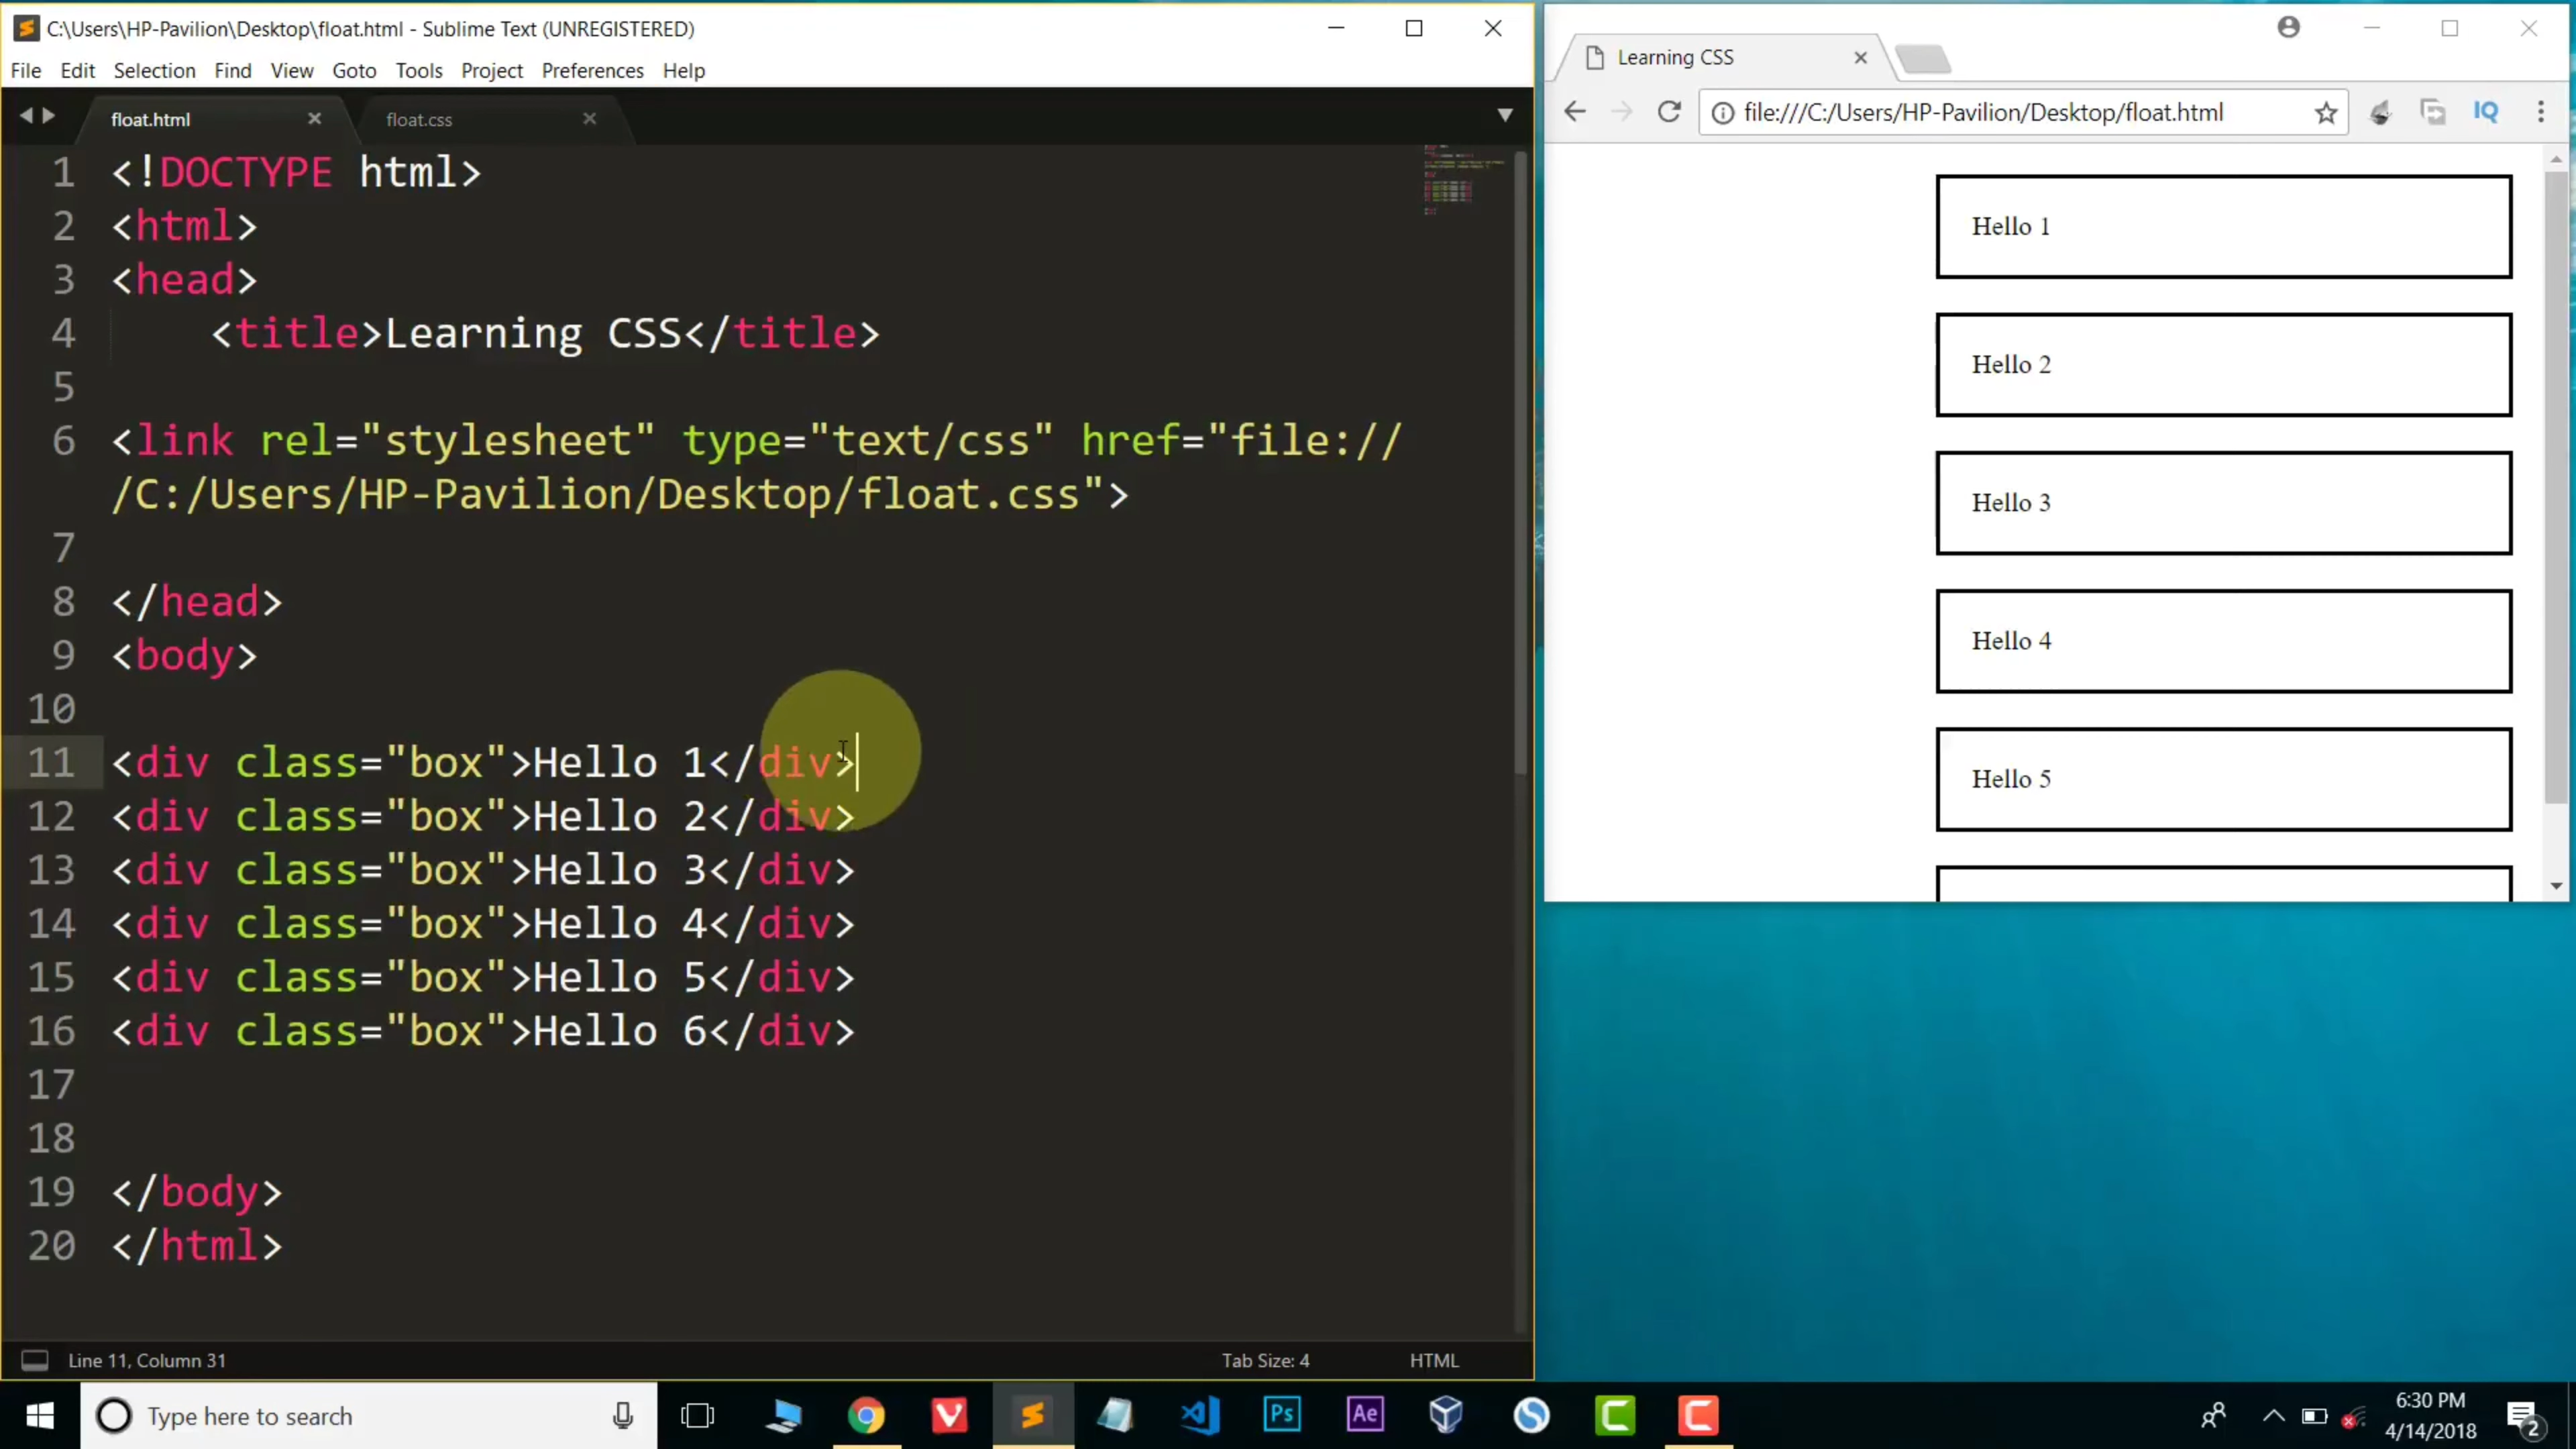 C:\Users\HP-Pavilion\Desktop\float.html - Sublime Text (UNREGISTERED)
File Edit Selection Find View Goto Tools Project Preferences Help
float.html float.css
1 <!DOCTYPE html>
2 <html>
3 <head>
4 <title>Learning CSS</title>
5
6 <link rel="stylesheet" type="text/css" href="file://
/C:/Users/HP-Pavilion/Desktop/float.css">
7
8 </head>
9 <body>
10
11 <div class="box">Hello 1</div>
12 <div class="box">Hello 2</div>
13 <div class="box">Hello 3</div>
14 <div class="box">Hello 4</div>
15 <div class="box">Hello 5</div>
16 <div class="box">Hello 6</div>
17
18
19 </body>
20 </html>
Line 11, Column 31 Tab Size: 4 HTML
Learning CSS
file:///C:/Users/HP-Pavilion/Desktop/float.html IQ
Hello 1
Hello 2
Hello 3
Hello 4
Hello 5
Type here to search
Ps
Ae
6:30 PM
4/14/2018
2